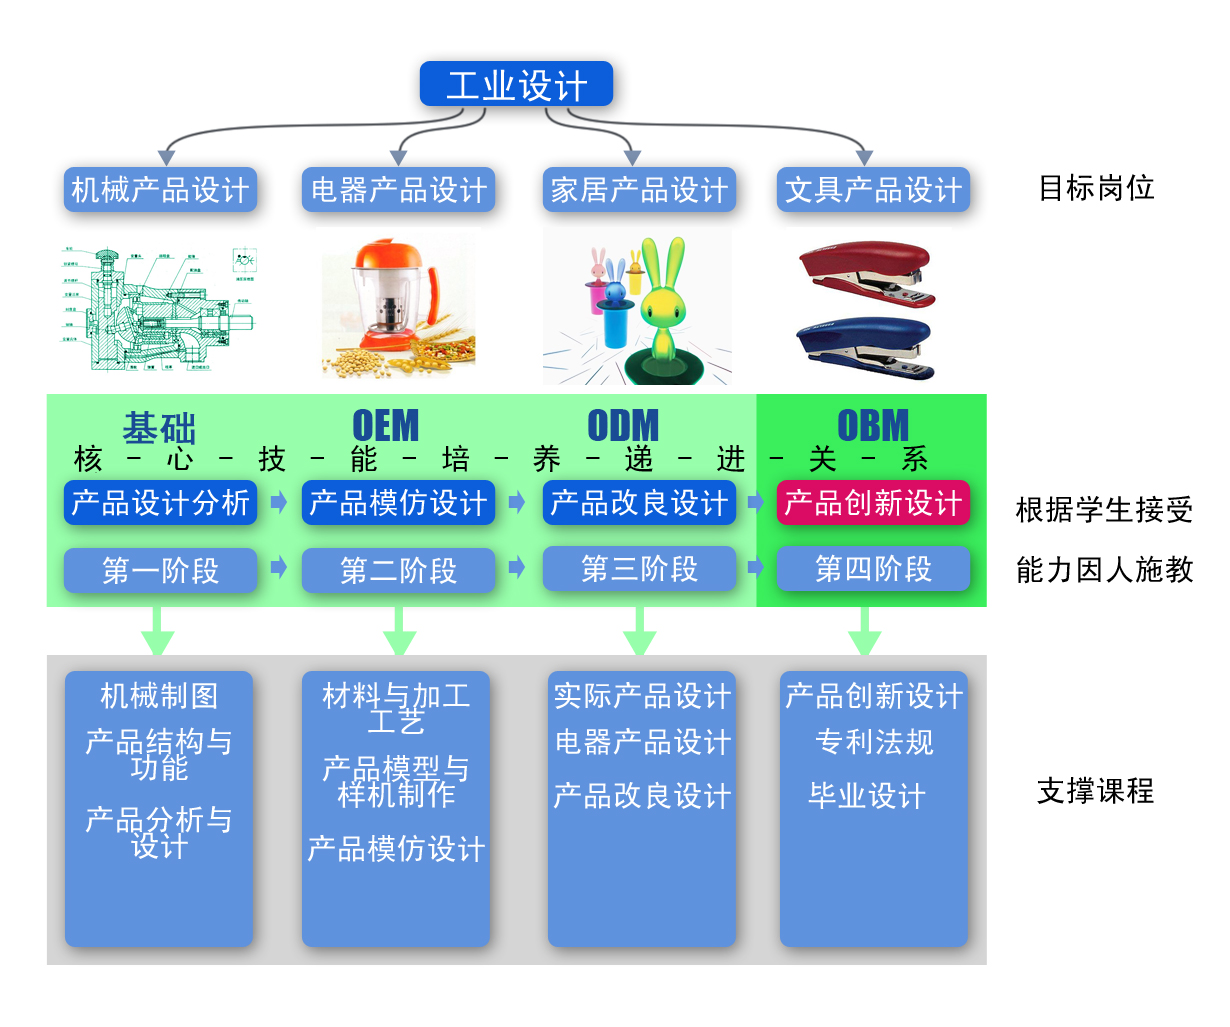 工业设计
机械产品设计
电器产品设计
家居产品设计
文具产品设计
目标岗位
基础
OEM
ODM
OBM
核-心-技-能-培-养-递-进-关-系
产品设计分析
产品模仿设计
产品改良设计
产品创新设计
根据学生接受
第一阶段
第二阶段
第三阶段
第四阶段
能力因人施教
机械制图
产品结构与
功能
产品分析与
设计
材料与加工
工艺
产品模型与
样机制作
产品模仿设计
实际产品设计
电器产品设计
产品改良设计
产品创新设计
专利法规
毕业设计
支撑课程